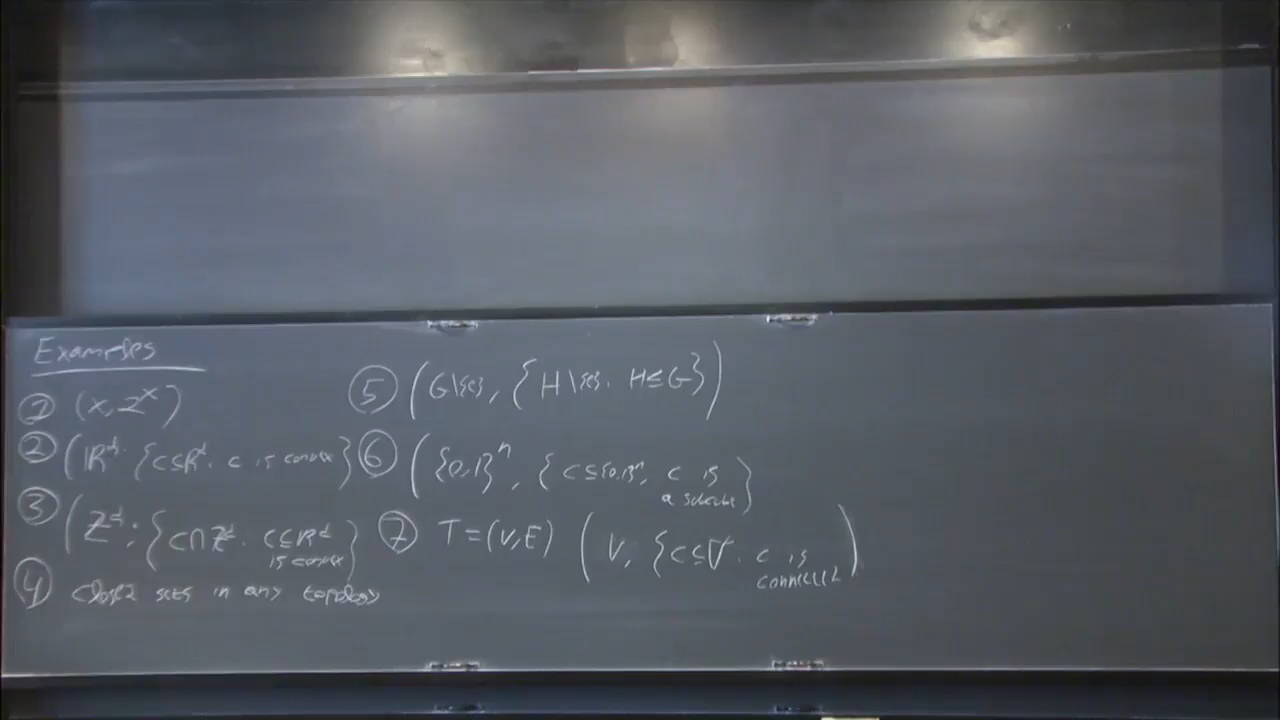 Examples
① (X, 2^X)
② (ℝ^d, {C⊆ℝ^d. C is convex}
③ (ℤ^d, {C∩ℤ^d. C⊆ℝ^d
is convex}
④ Closed sets in any topology
⑤ (G\{e}, {H\{e}. H≤G})
⑥ ({0,1}^n, {C⊆{0,1}^n, C is
a subcube}
⑦ T=(V,E) (V, {C⊆V. C is
connected)